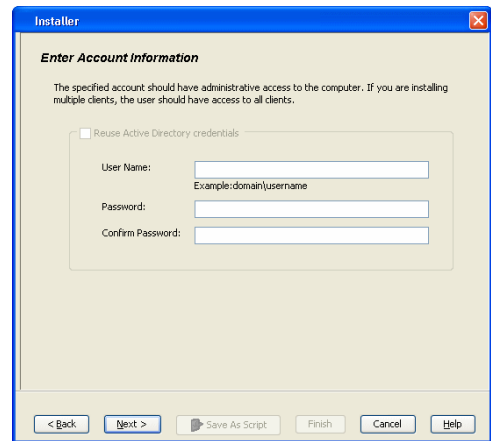 Installer
Enter Account Information
The specified account should have administrative access to the computer. If you are installing
multiple clients, the user should have access to all clients.
Reuse Active Directory credentials
User Name:
Example:domain\username
Password:
Confirm Password:
< Back Next > Save As Script Finish Cancel Help